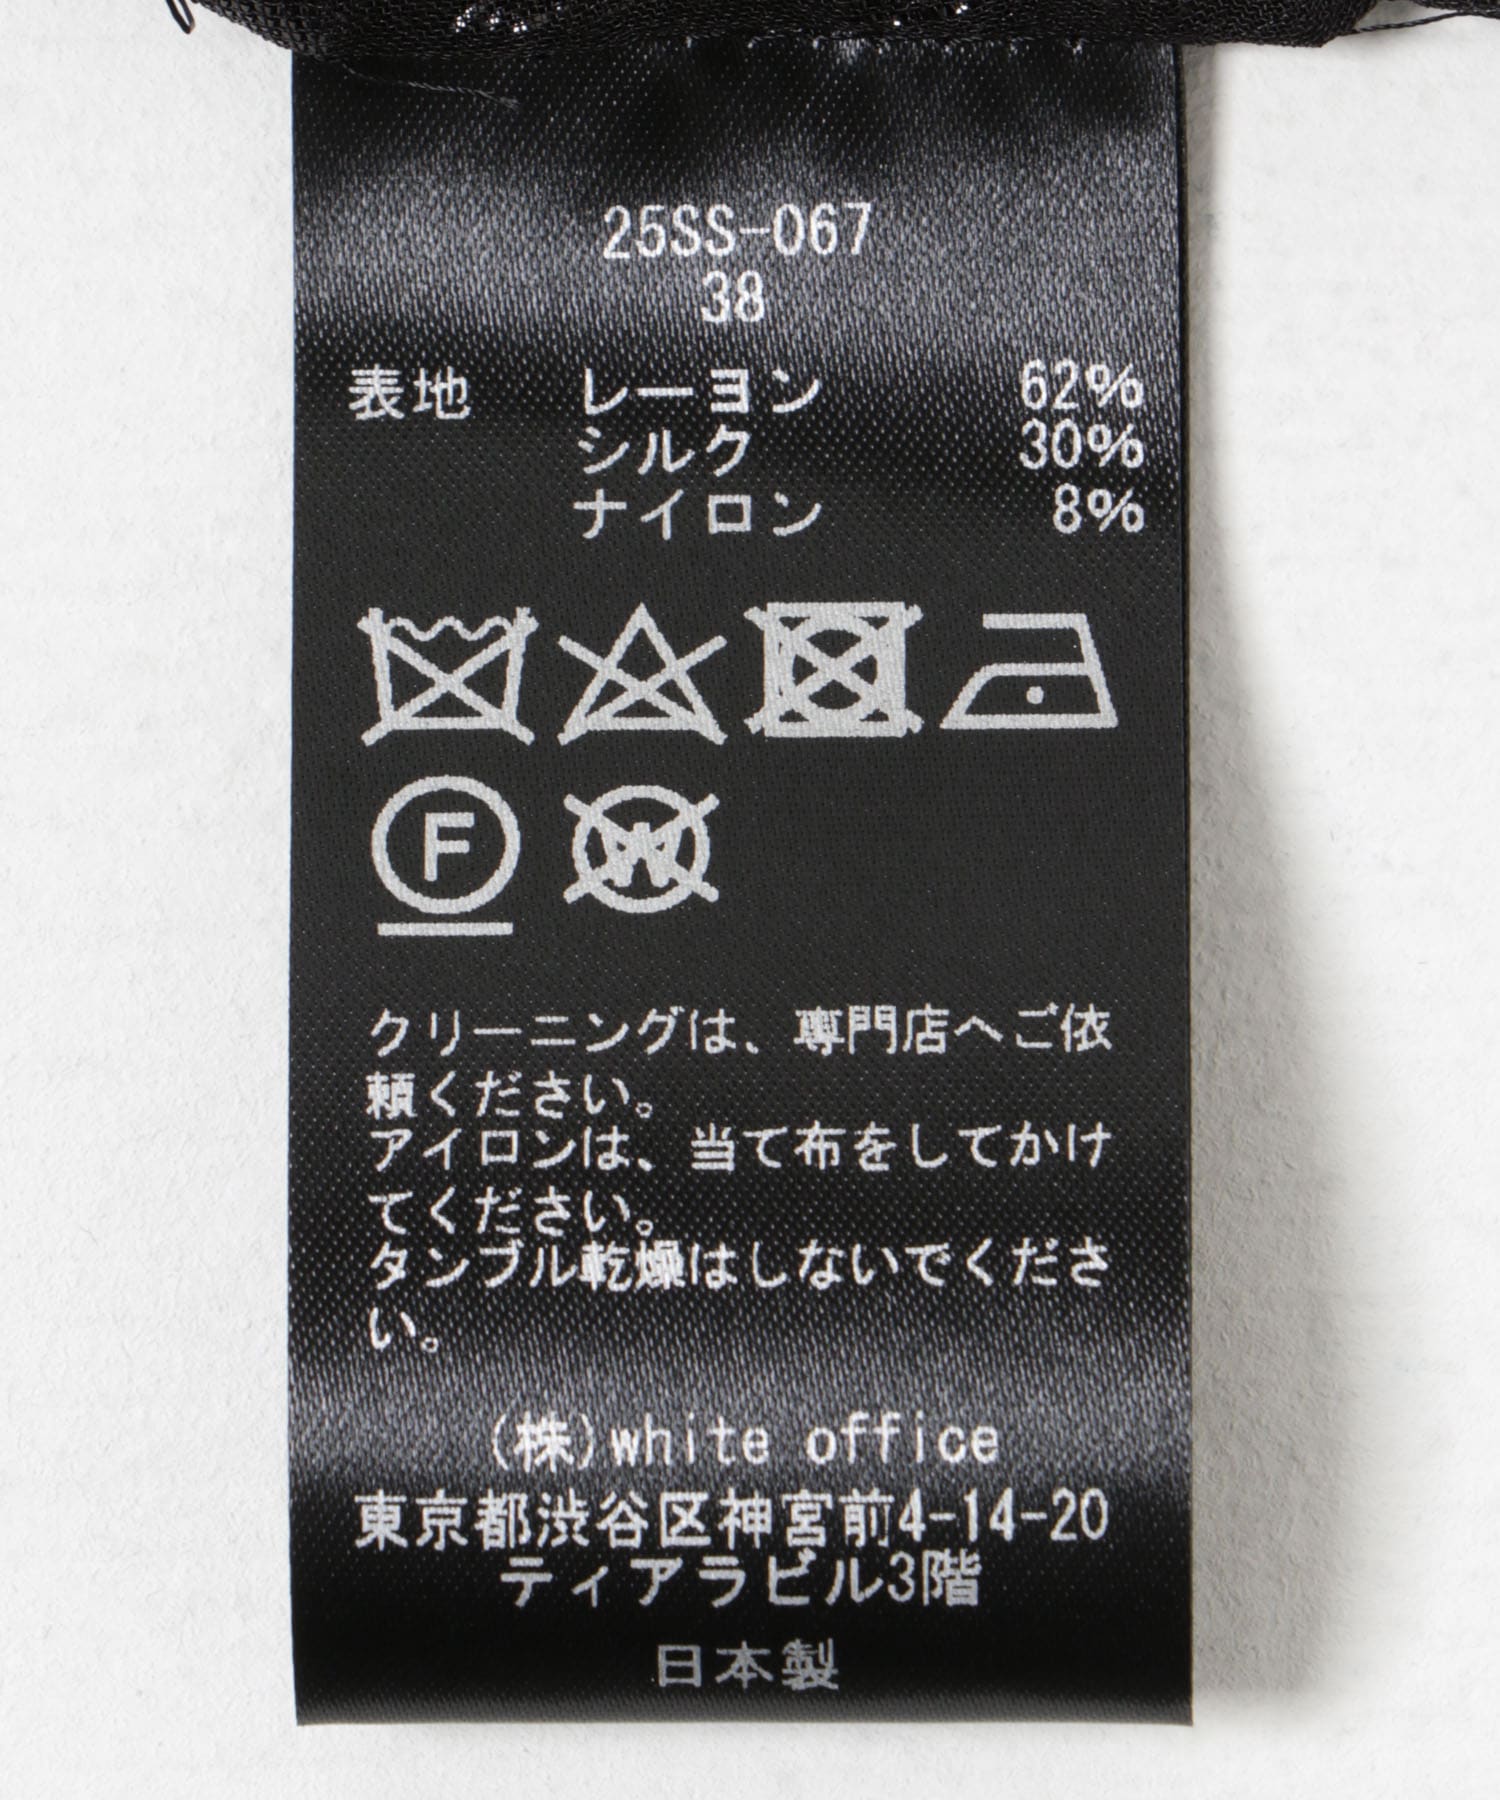 25SS-067
38
表地 レーヨン 62%
シルク 30%
ナイロン 8%
F
W
クリーニングは、専門店へご依
頼ください。
アイロンは、当て布をしてかけ
てください。
タンブル乾燥はしないでくださ
い。
(株)white office
東京都渋谷区神宮前4-14-20
ティアラビル3階
日本製